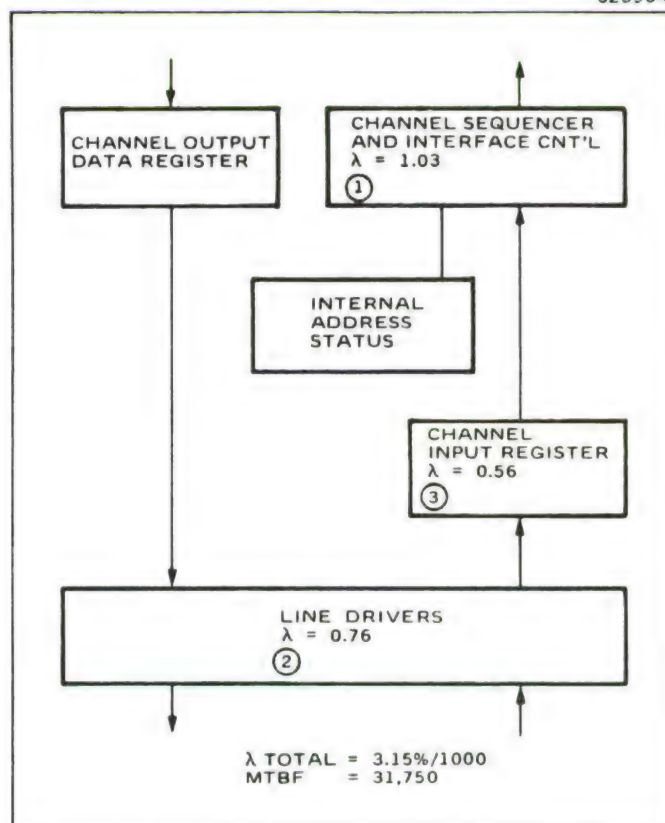 CHANNEL OUTPUT
DATA REGISTER
CHANNEL SEQUENCER
AND INTERFACE CNT'L
λ = 1.03
1
INTERNAL
ADDRESS
STATUS
CHANNEL
INPUT REGISTER
λ = 0.56
3
LINE DRIVERS
λ = 0.76
2
λ TOTAL = 3.15%/1000
MTBF = 31,750